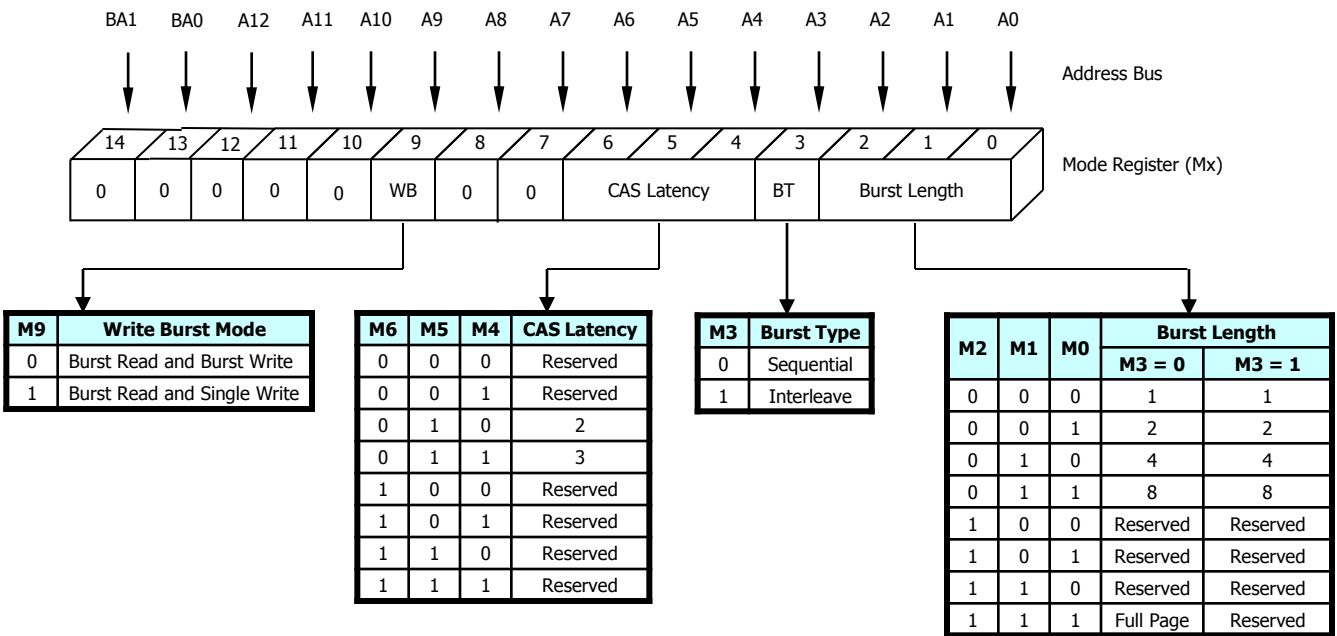 BA1 BA0 A12 A11 A10 A9 A8 A7 A6 A5 A4 A3 A2 A1 A0
Address Bus
14 13 12 11 10 9 8 7 6 5 4 3 2 1 0
Mode Register (Mx)
0 0 0 0 0 WB 0 0 CAS Latency BT Burst Length
M9 Write Burst Mode
0 Burst Read and Burst Write
1 Burst Read and Single Write
M6 M5 M4 CAS Latency
0 0 0 Reserved
0 0 1 Reserved
0 1 0 2
0 1 1 3
1 0 0 Reserved
1 0 1 Reserved
1 1 0 Reserved
1 1 1 Reserved
M3 Burst Type
0 Sequential
1 Interleave
M2 M1 M0 Burst Length
M3 = 0 M3 = 1
0 0 0 1 1
0 0 1 2 2
0 1 0 4 4
0 1 1 8 8
1 0 0 Reserved Reserved
1 0 1 Reserved Reserved
1 1 0 Reserved Reserved
1 1 1 Full Page Reserved